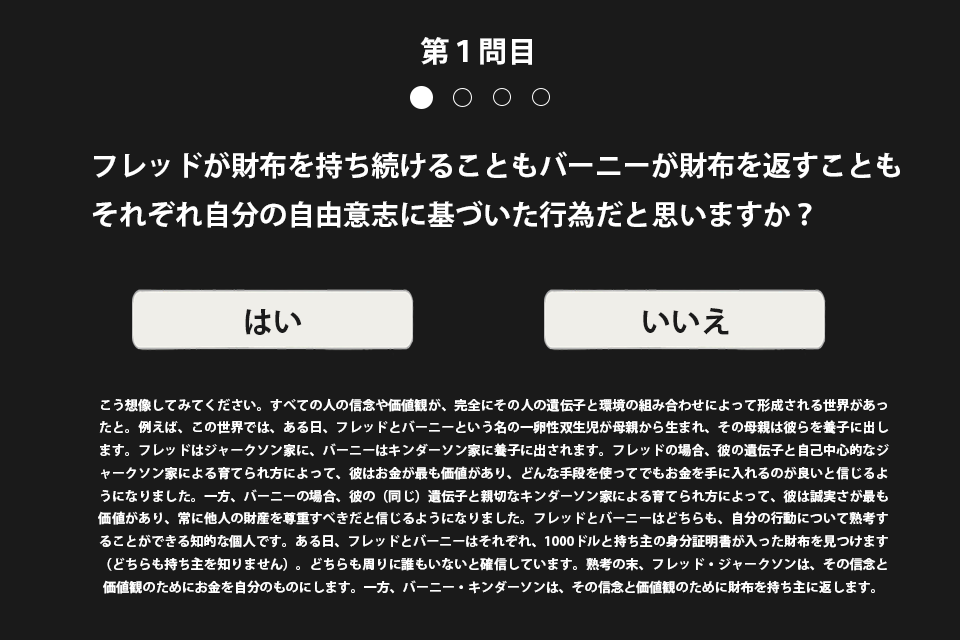 第１問目
フレッドが財布を持ち続けることもバーニーが財布を返すことも
それぞれ自分の自由意志に基づいた行為だと思いますか？
はい
いいえ
こう想像してみてください。すべての人の信念や価値観が、完全にその人の遺伝子と環境の組み合わせによって形成される世界があっ
たと。例えば、この世界では、ある日、フレッドとバーニーという名の一卵性双生児が母親から生まれ、その母親は彼らを養子に出し
ます。フレッドはジャークソン家に、バーニーはキンダーソン家に養子に出されます。フレッドの場合、彼の遺伝子と自己中心的なジ
ャークソン家による育てられ方によって、彼はお金が最も価値があり、どんな手段を使ってでもお金を手に入れるのが良いと信じるよ
うになりました。一方、バーニーの場合、彼の（同じ）遺伝子と親切なキンダーソン家による育てられ方によって、彼は誠実さが最も
価値があり、常に他人の財産を尊重すべきだと信じるようになりました。フレッドとバーニーはどちらも、自分の行動について熟考す
ることができる知的な個人です。ある日、フレッドとバーニーはそれぞれ、1000ドルと持ち主の身分証明書が入った財布を見つけます
（どちらも持ち主を知りません）。どちらも周りに誰もいないと確信しています。熟考の末、フレッド・ジャークソンは、その信念と
価値観のためにお金を自分のものにします。一方、バーニー・キンダーソンは、その信念と価値観のために財布を持ち主に返します。